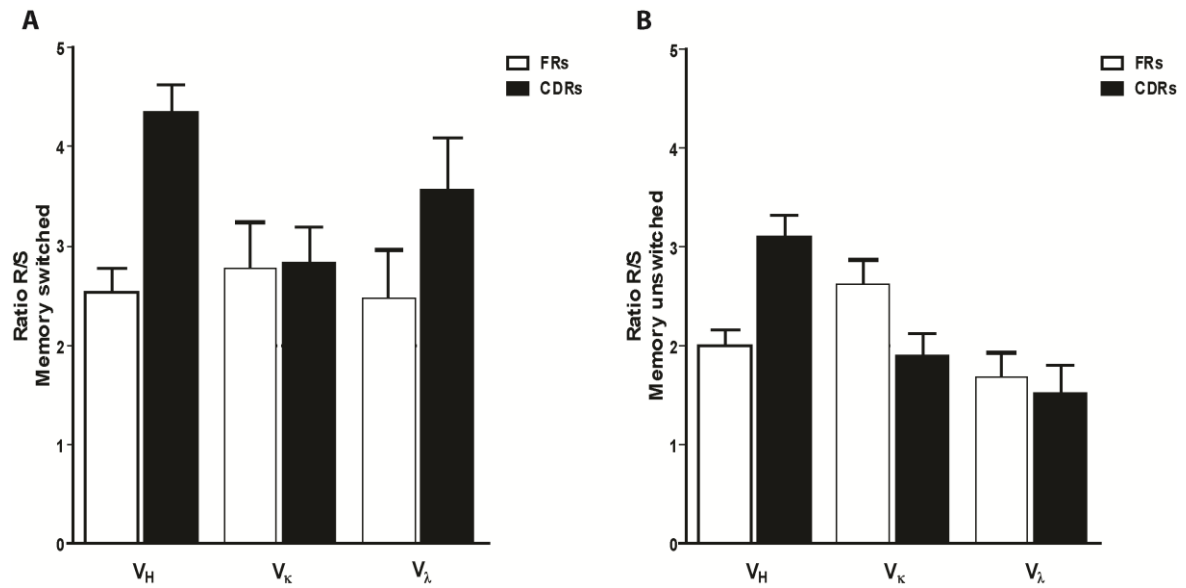 A
Ratio R/S
Memory switched
5
4
3
2
1
0
FRs
CDRs
VH
Vκ
Vλ
B
Ratio R/S
Memory unswitched
5
4
3
2
1
0
FRs
CDRs
VH
Vκ
Vλ